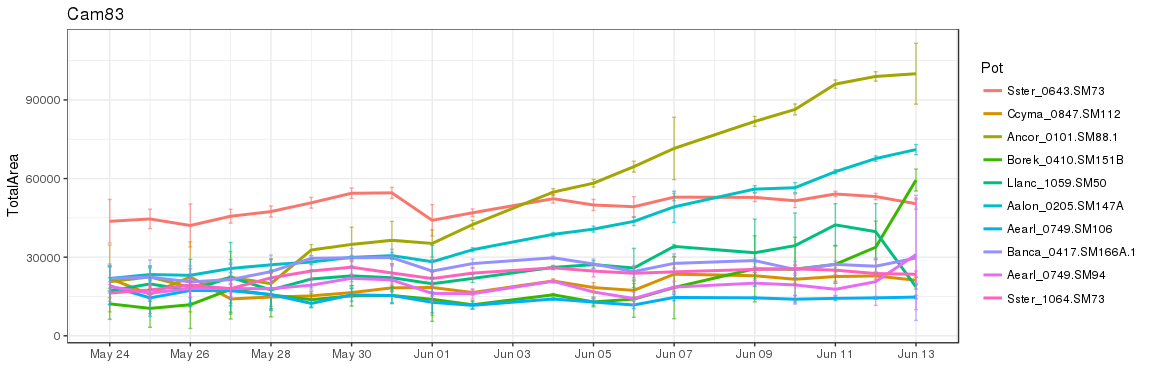 Cam83
TotalArea
90000
60000
30000
0
May 24 May 26 May 28 May 30 Jun 01 Jun 03 Jun 05 Jun 07 Jun 09 Jun 11 Jun 13
Pot
Sster_0643.SM73
Ccyma_0847.SM112
Ancor_0101.SM88.1
Borek_0410.SM151B
Llanc_1059.SM50
Aalon_0205.SM147A
Aearl_0749.SM106
Banca_0417.SM166A.1
Aearl_0749.SM94
Sster_1064.SM73